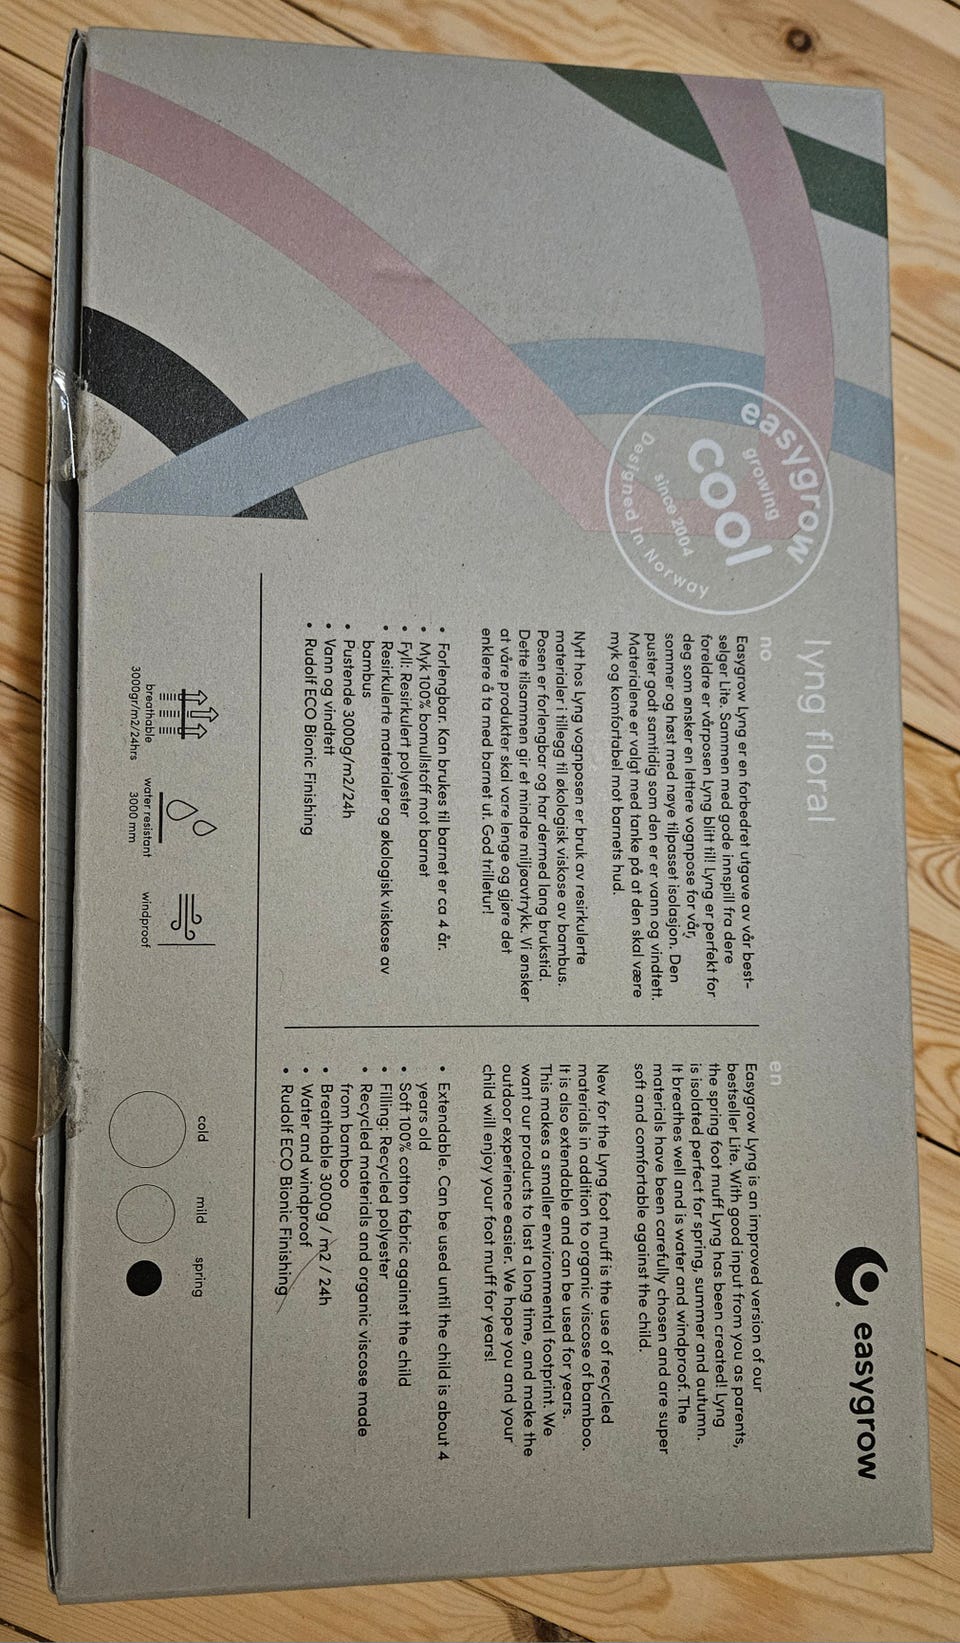 easygrow
growing
cool
since 2004
Designed in Norway
easygrow
lyng floral
no
Easygrow Lyng er en forbedret utgave av vår best-
selger Lite. Sammen med gode innspill fra dere
foreldre er vårposen Lyng blitt til! Lyng er perfekt for
deg som ønsker en lettere vognpose for vår,
sommer og høst med nøye tilpasset isolasjon. Den
puster godt samtidig som den er er vann og vindtett.
Materialene er valgt med tanke på at den skal være
myk og komfortabel mot barnets hud.
Nytt hos Lyng vognposen er bruk av resirkulerte
materialer i tillegg til økologisk viskose av bambus.
Posen er forlengbar og har dermed lang brukstid.
Dette tilsammen gir et mindre miljøavtrykk. Vi ønsker
at våre produkter skal vare lenge og gjøre det
enklere å ta med barnet ut. God trilletur!
• Forlengbar. Kan brukes til barnet er ca 4 år.
• Myk 100% bomullstoff mot barnet
• Fyll: Resirkulert polyester
• Resirkulerte materialer og økologisk viskose av
bambus
• Pustende 3000g/m2/24h
• Vann og vindtett
• Rudolf ECO Bionic Finishing
en
Easygrow Lyng is an improved version of our
bestseller Lite. With good input from you as parents,
the spring foot muff Lyng has been created! Lyng
is isolated perfect for spring, summer and autumn.
It breathes well and is water and windproof. The
materials have been carefully chosen and are super
soft and comfortable against the child.
New for the Lyng foot muff is the use of recycled
materials in addition to organic viscose of bamboo.
It is also extendable and can be used for years.
This makes a smaller environmental footprint. We
want our products to last a long time, and make the
outdoor experience easier. We hope you and your
child will enjoy your foot muff for years!
• Extendable. Can be used until the child is about 4
years old
• Soft 100% cotton fabric against the child
• Filling: Recycled polyester
• Recycled materials and organic viscose made
from bamboo
• Breathable 3000g / m2 / 24h
• Water and windproof
• Rudolf ECO Bionic Finishing
breathable
3000gr/m2/24hrs
water resistant
3000 mm
windproof
cold
mild
spring